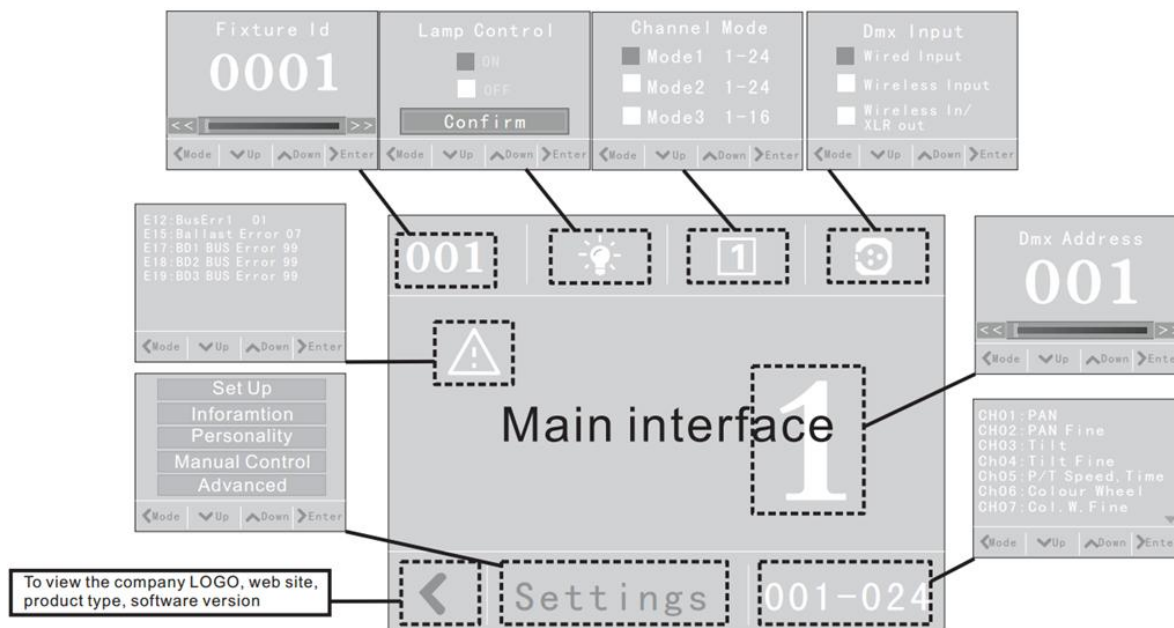 Fixture Id
0001
<< >>
Mode Up Down Enter
Lamp Control
ON
OFF
Confirm
Mode Up Down Enter
Channel Mode
Mode1 1-24
Mode2 1-24
Mode3 1-16
Mode Up Down Enter
Dmx Input
Wired Input
Wireless Input
Wireless In/
XLR out
Mode Up Down Enter
E12:BusErr1 01
E15:Ballast Error 07
E17:BD1 BUS Error 99
E18:BD2 BUS Error 99
E19:BD3 BUS Error 99
Mode Up Down Enter
001
1
Dmx Address
001
<< >
Mode Up Down Ente
Main interface
1
Set Up
Inforamtion
Personality
Manual Control
Advanced
Mode Up Down Enter
CH01:PAN
CH02:PAN Fine
CH03:Tilt
Ch04:Tilt Fine
Ch05:P/T Speed,Time
Ch06:Colour Wheel
CH07:Col.W.Fine
Mode Up Down Ente
To view the company LOGO, web site,
product type, software version
Settings
001-024